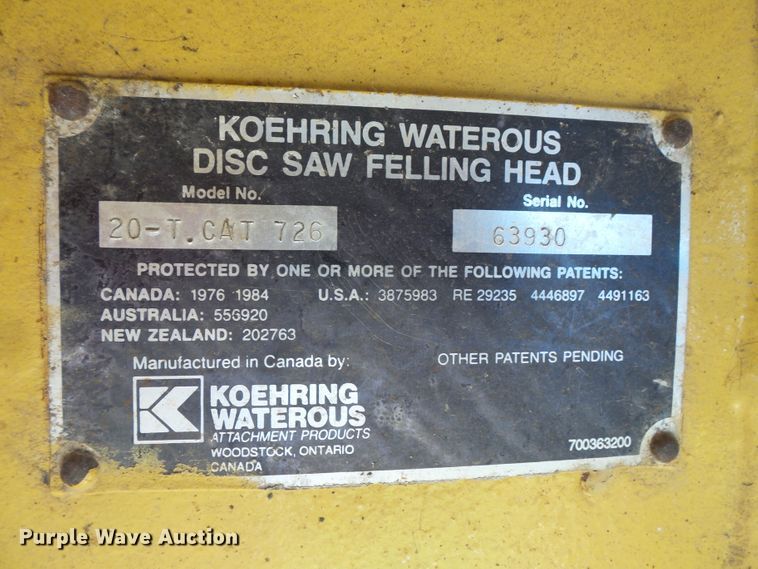 KOEHRING WATEROUS
DISC SAW FELLING HEAD
Model No. Serial No.
20-T.CAT 726 63930
PROTECTED BY ONE OR MORE OF THE FOLLOWING PATENTS:
CANADA: 1976 1984 U.S.A.: 3875983 RE 29235 4446897 4491163
AUSTRALIA: 556920
NEW ZEALAND: 202763
Manufactured in Canada by: OTHER PATENTS PENDING
K KOEHRING
WATEROUS
ATTACHMENT PRODUCTS
WOODSTOCK, ONTARIO
CANADA
700363200
Purple Wave Auction